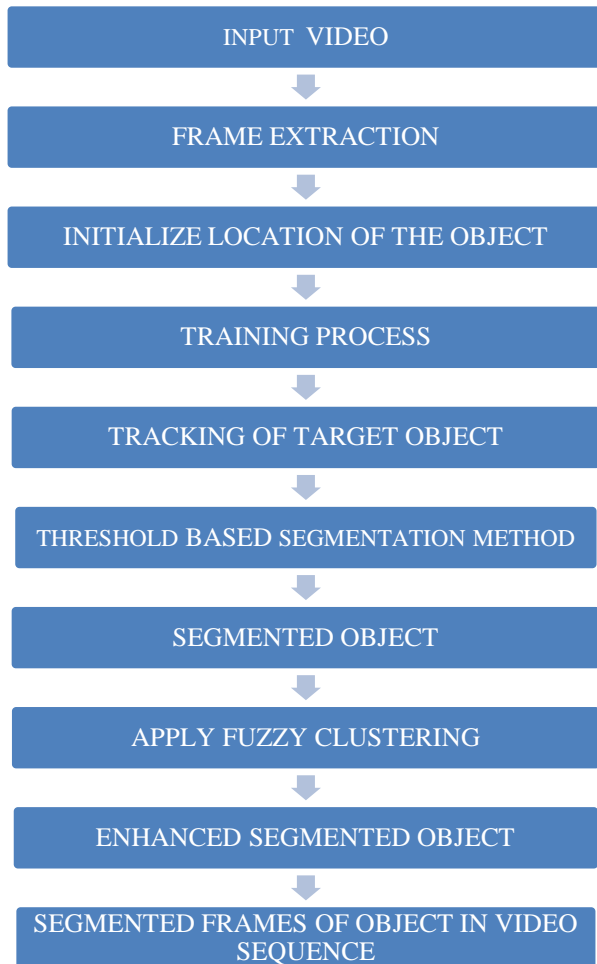 INPUT VIDEO
FRAME EXTRACTION
INITIALIZE LOCATION OF THE OBJECT
TRAINING PROCESS
TRACKING OF TARGET OBJECT
THRESHOLD BASED SEGMENTATION METHOD
SEGMENTED OBJECT
APPLY FUZZY CLUSTERING
ENHANCED SEGMENTED OBJECT
SEGMENTED FRAMES OF OBJECT IN VIDEO
SEQUENCE